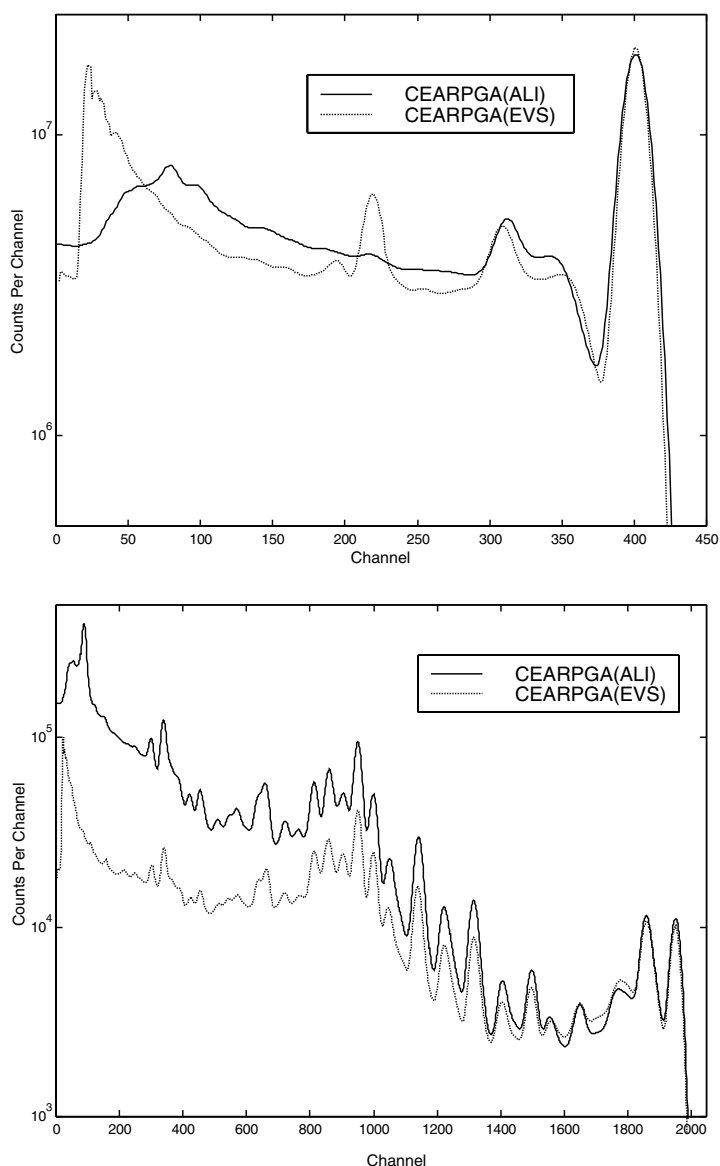 CEARPGA(ALI)
CEARPGA(EVS)
10^7
10^6
Counts Per Channel
0 50 100 150 200 250 300 350 400 450
Channel
CEARPGA(ALI)
CEARPGA(EVS)
10^5
10^4
10^3
Counts Per Channel
0 200 400 600 800 1000 1200 1400 1600 1800 2000
Channel